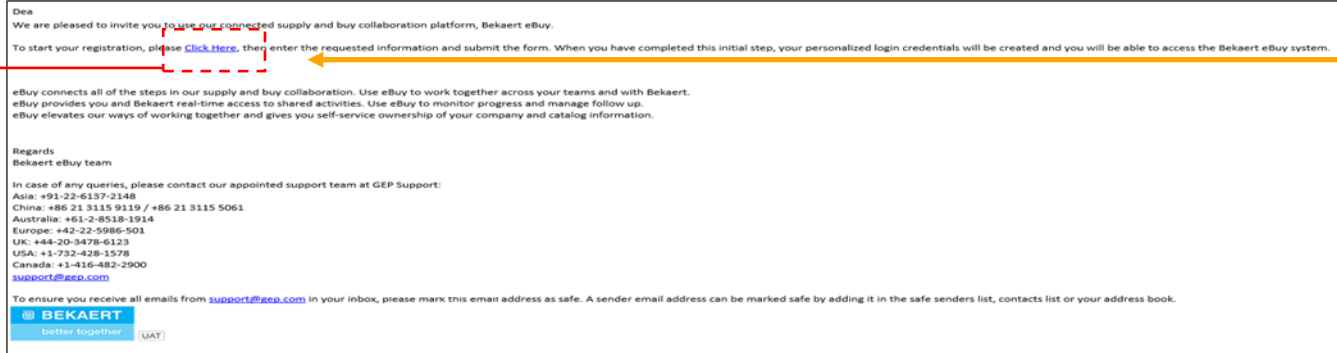 Dea
We are pleased to invite you to use our connected supply and buy collaboration platform, Bekaert eBuy.
To start your registration, please Click Here, then enter the requested information and submit the form. When you have completed this initial step, your personalized login credentials will be created and you will be able to access the Bekaert eBuy system.
eBuy connects all of the steps in our supply and buy collaboration. Use eBuy to work together across your teams and with Bekaert.
eBuy provides you and Bekaert real-time access to shared activities. Use eBuy to monitor progress and manage follow up.
eBuy elevates our ways of working together and gives you self-service ownership of your company and catalog information.
Regards
Bekaert eBuy team
In case of any queries, please contact our appointed support team at GEP Support:
Asia: +91-22-6137-2148
China: +86 21 3115 9119 / +86 21 3115 5061
Australia: +61-2-8518-1914
Europe: +42-22-5986-501
UK: +44-20-3478-6123
USA: +1-732-428-1578
Canada: +1-416-482-2900
support@gep.com
To ensure you receive all emails from support@gep.com in your inbox, please mark this email address as safe. A sender email address can be marked safe by adding it in the safe senders list, contacts list or your address book.
BEKAERT
better together
UAT